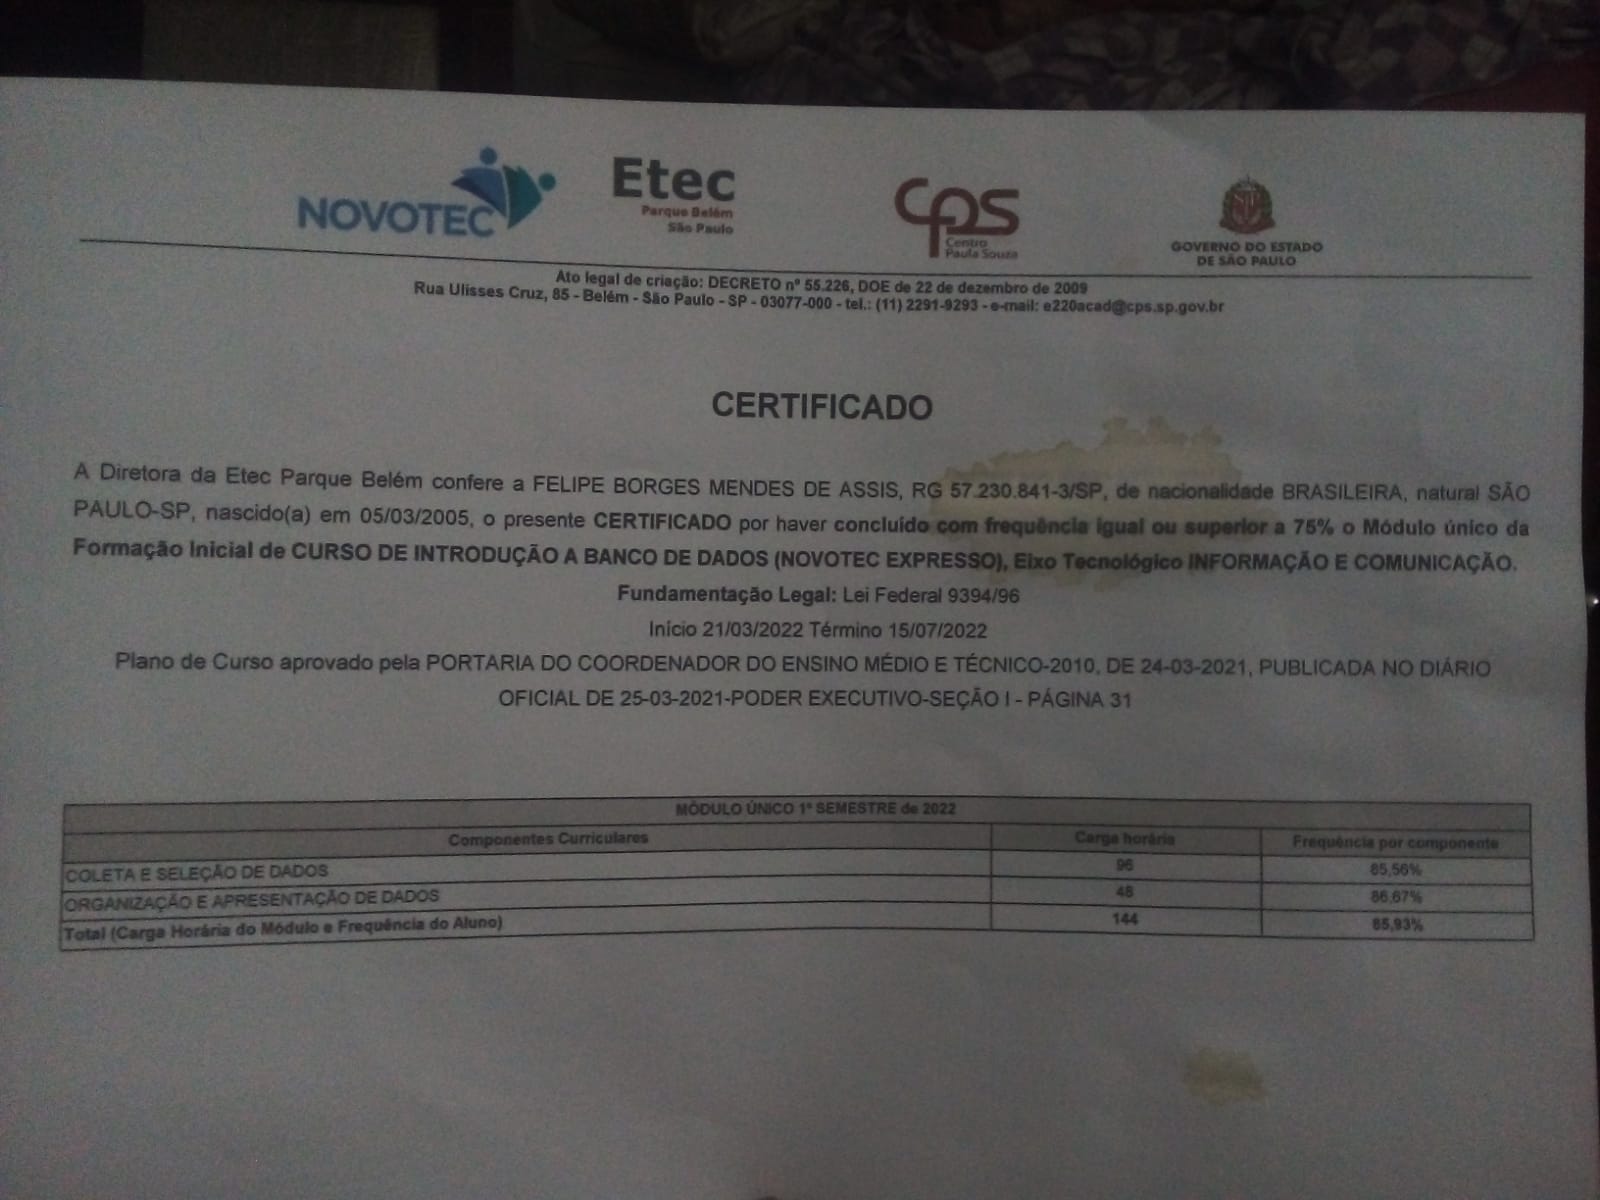 NOVOTEC
Etec
Parque Belém
São Paulo
cps
Centro
Paula Souza
SP
GOVERNO DO ESTADO
DE SÃO PAULO
Ato legal de criação: DECRETO nº 55.226, DOE de 22 de dezembro de 2009
Rua Ulisses Cruz, 85 - Belém - São Paulo - SP - 03077-000 - tel.: (11) 2291-9293 - e-mail: e220acad@cps.sp.gov.br
CERTIFICADO
A Diretora da Etec Parque Belém confere a FELIPE BORGES MENDES DE ASSIS, RG 57.230.841-3/SP, de nacionalidade BRASILEIRA, natural SÃO
PAULO-SP, nascido(a) em 05/03/2005, o presente CERTIFICADO por haver concluído com frequência igual ou superior a 75% o Módulo único da
Formação Inicial de CURSO DE INTRODUÇÃO A BANCO DE DADOS (NOVOTEC EXPRESSO), Eixo Tecnológico INFORMAÇÃO E COMUNICAÇÃO.
Fundamentação Legal: Lei Federal 9394/96
Início 21/03/2022 Término 15/07/2022
Plano de Curso aprovado pela PORTARIA DO COORDENADOR DO ENSINO MÉDIO E TÉCNICO-2010, DE 24-03-2021, PUBLICADA NO DIÁRIO
OFICIAL DE 25-03-2021-PODER EXECUTIVO-SEÇÃO I - PÁGINA 31
MÓDULO ÚNICO 1º SEMESTRE de 2022
Componentes Curriculares Carga horária Frequência por componente
COLETA E SELEÇÃO DE DADOS 96 85,56%
ORGANIZAÇÃO E APRESENTAÇÃO DE DADOS 48 86,67%
Total (Carga Horária do Módulo e Frequência do Aluno) 144 85,93%